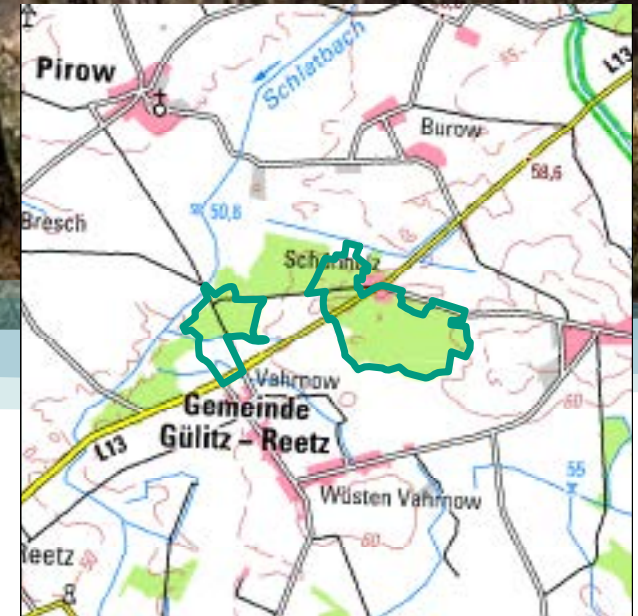 Pirow
Schlatbach
L13
Burow
58,6
Bresch
50,8
Vahrnow
Gemeinde
Gülitz – Reetz
60
L13
Wüsten Vahrnow
55
60
Reetz
50